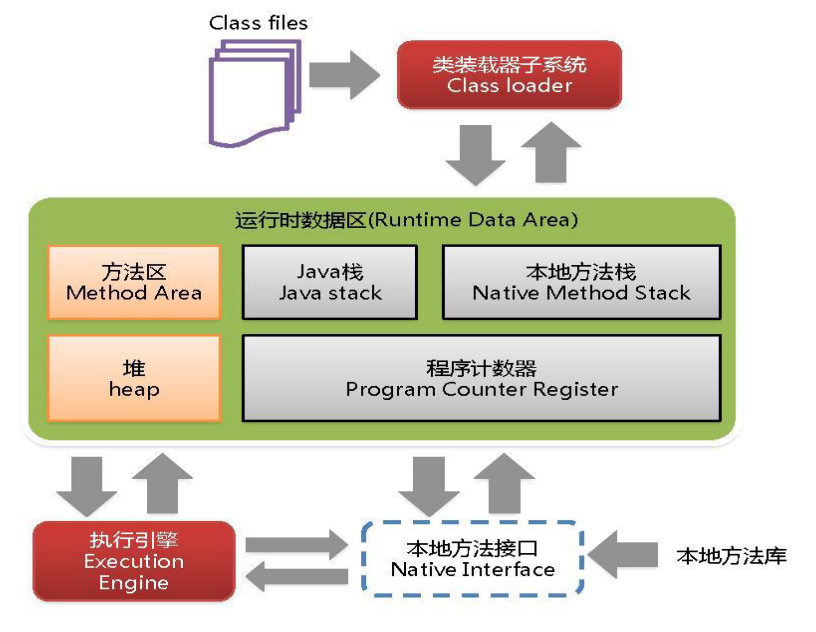 Class files
类装载器子系统
Class loader
运行时数据区(Runtime Data Area)
方法区
Method Area
Java栈
Java stack
本地方法栈
Native Method Stack
堆
heap
程序计数器
Program Counter Register
执行引擎
Execution
Engine
本地方法接口
Native Interface
本地方法库